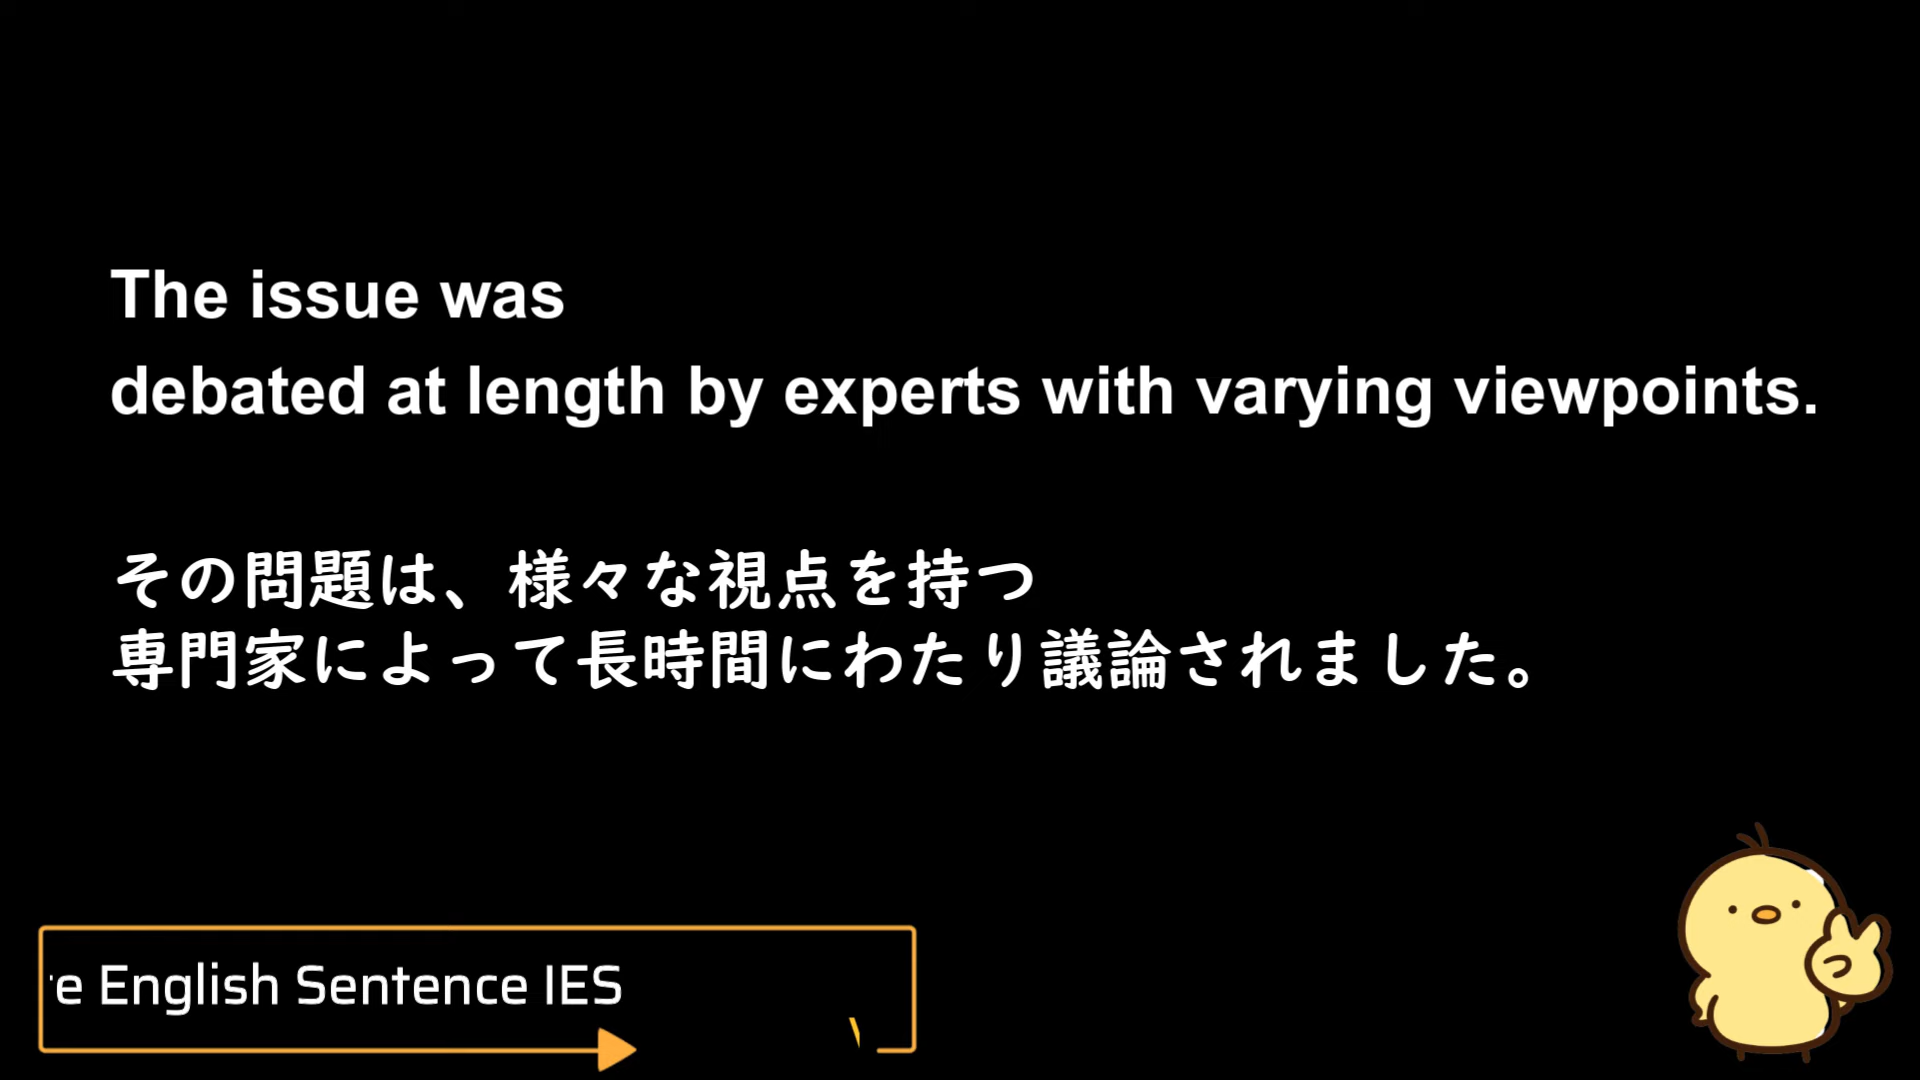 The issue was
debated at length by experts with varying viewpoints.
その問題は、様々な視点を持つ
専門家によって長時間にわたり議論されました。
English Sentence IES